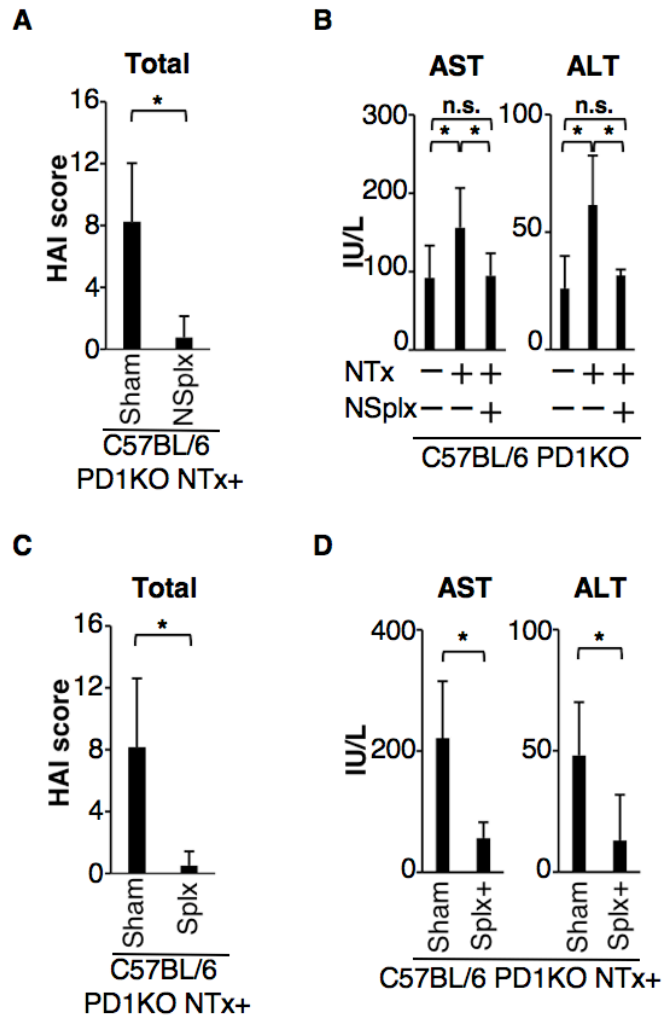 A
Total
*
16
12
8
4
0
HAI score
Sham
NSplx
C57BL/6
PD1KO NTx+
B
AST
ALT
n.s.
* *
n.s.
* *
300
200
100
0
IU/L
100
50
0
NTx — + + — + +
NSplx — — + — — +
C57BL/6 PD1KO
C
Total
*
16
12
8
4
0
HAI score
Sham
Splx
C57BL/6
PD1KO NTx+
D
AST
ALT
*
*
400
200
0
IU/L
100
50
0
Sham
Splx+
Sham
Splx+
C57BL/6 PD1KO NTx+